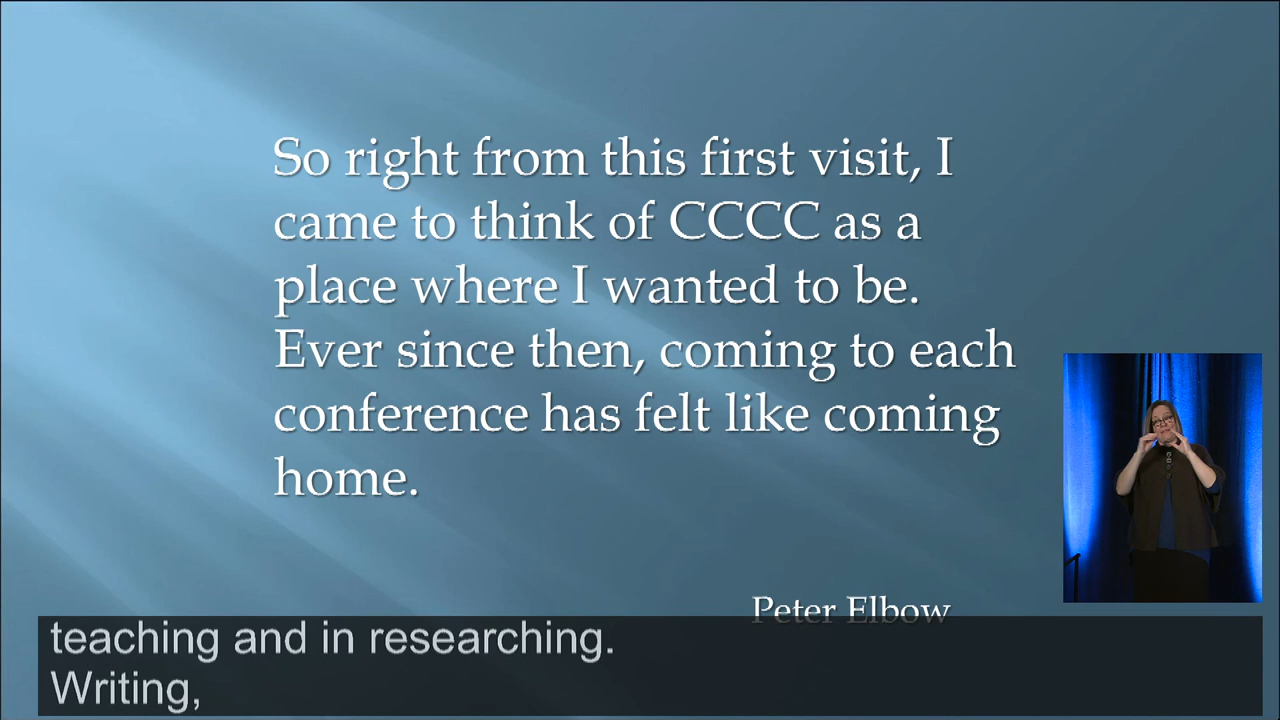 So right from this first visit, I
came to think of CCCC as a
place where I wanted to be.
Ever since then, coming to each
conference has felt like coming
home.
Peter Elbow
teaching and in researching.
Writing,